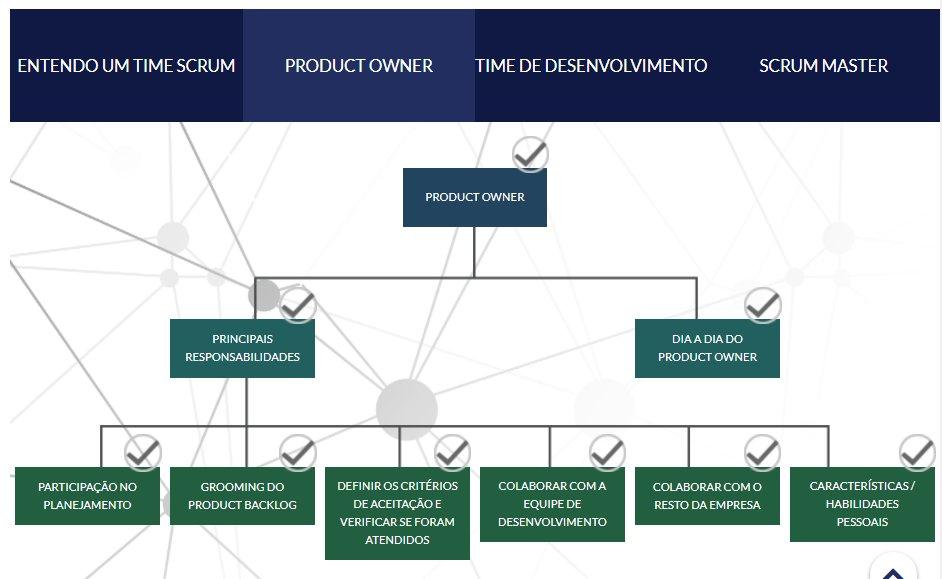 ENTENDO UM TIME SCRUM
PRODUCT OWNER
TIME DE DESENVOLVIMENTO
SCRUM MASTER
PRODUCT OWNER
PRINCIPAIS
RESPONSABILIDADES
DIA A DIA DO
PRODUCT OWNER
PARTICIPAÇÃO NO
PLANEJAMENTO
GROOMING DO
PRODUCT BACKLOG
DEFINIR OS CRITÉRIOS
DE ACEITAÇÃO E
VERIFICAR SE FORAM
ATENDIDOS
COLABORAR COM A
EQUIPE DE
DESENVOLVIMENTO
COLABORAR COM O
RESTO DA EMPRESA
CARACTERÍSTICAS /
HABILIDADES
PESSOAIS